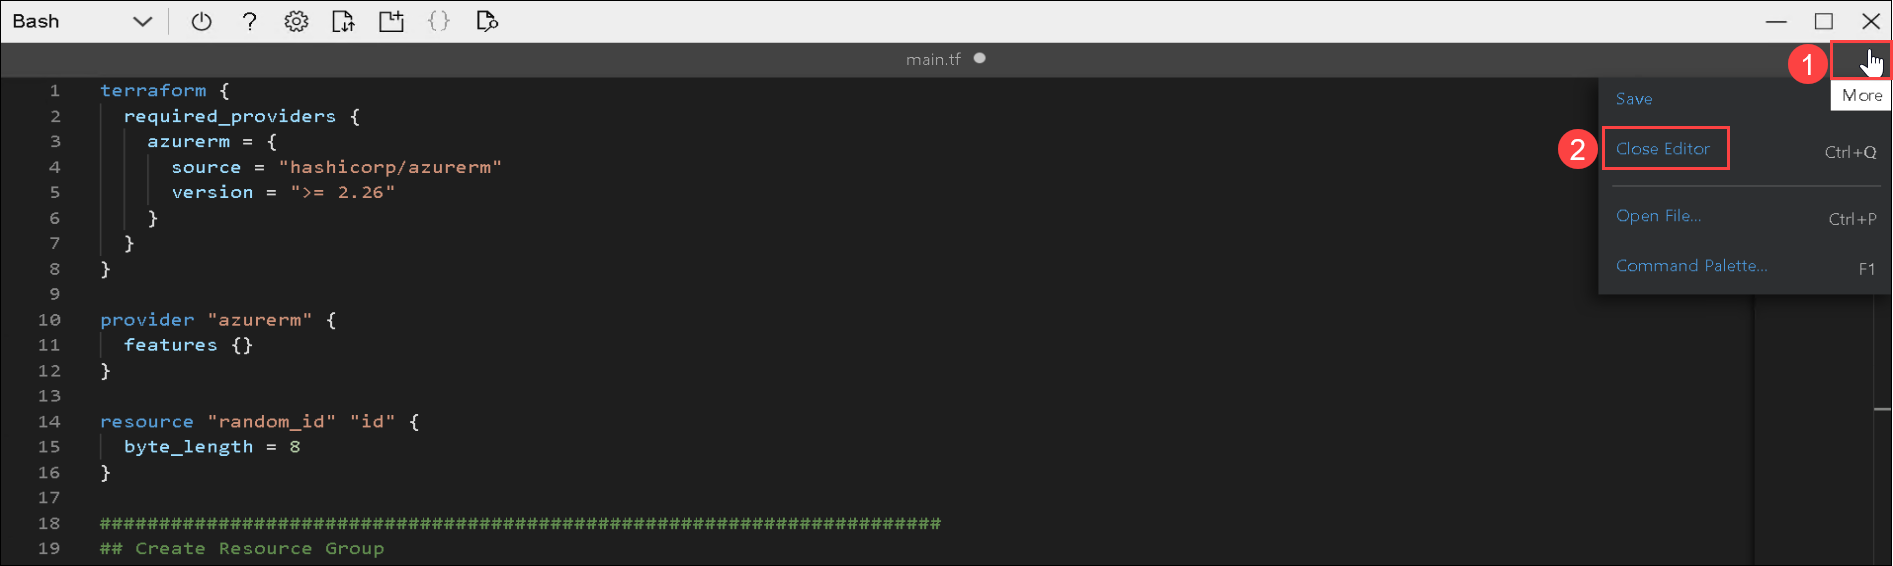 Bash
main.tf
1
More
Save
2
Close Editor Ctrl+Q
Open File... Ctrl+P
Command Palette... F1
1 terraform {
2 required_providers {
3 azurerm = {
4 source = "hashicorp/azurerm"
5 version = ">= 2.26"
6 }
7 }
8 }
9
10 provider "azurerm" {
11 features {}
12 }
13
14 resource "random_id" "id" {
15 byte_length = 8
16 }
17
18 #######################################################################
19 ## Create Resource Group